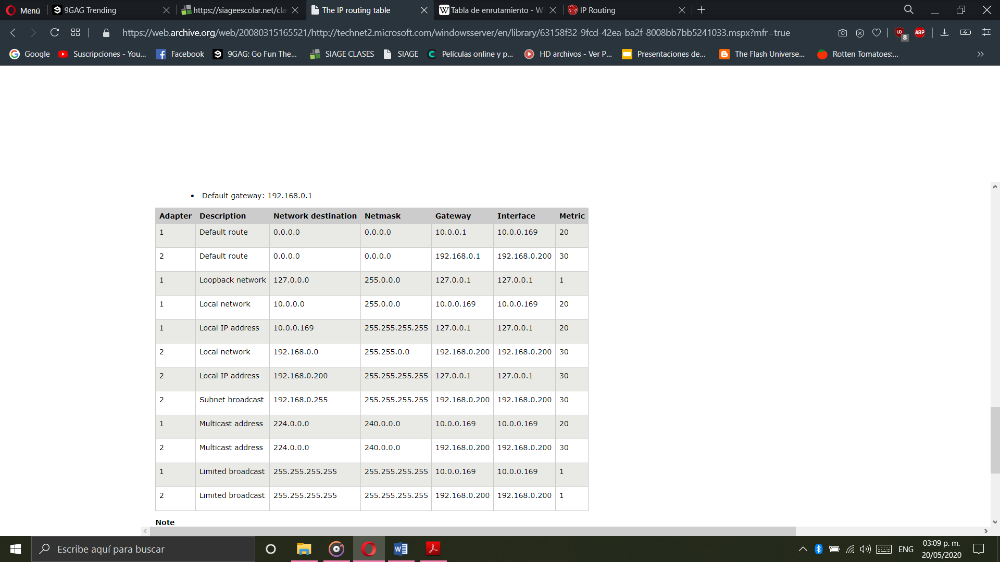 Menú
9GAG Trending
https://siageescolar.net/cla
The IP routing table
Tabla de enrutamiento - Wi
IP Routing
https://web.archive.org/web/20080315165521/http://technet2.microsoft.com/windowsserver/en/library/63158f32-9fcd-42ea-ba2f-8008bb7bb5241033.mspx?mfr=true
UD 8
ABP
Google
Suscripciones - You...
Facebook
9GAG: Go Fun The...
SIAGE CLASES
SIAGE
Películas online y p...
HD archivos - Ver P...
Presentaciones de...
The Flash Universe...
Rotten Tomatoes:...
• Default gateway: 192.168.0.1
Adapter Description Network destination Netmask Gateway Interface Metric
1 Default route 0.0.0.0 0.0.0.0 10.0.0.1 10.0.0.169 20
2 Default route 0.0.0.0 0.0.0.0 192.168.0.1 192.168.0.200 30
1 Loopback network 127.0.0.0 255.0.0.0 127.0.0.1 127.0.0.1 1
1 Local network 10.0.0.0 255.0.0.0 10.0.0.169 10.0.0.169 20
1 Local IP address 10.0.0.169 255.255.255.255 127.0.0.1 127.0.0.1 20
2 Local network 192.168.0.0 255.255.0.0 192.168.0.200 192.168.0.200 30
2 Local IP address 192.168.0.200 255.255.255.255 127.0.0.1 127.0.0.1 30
2 Subnet broadcast 192.168.0.255 255.255.255.255 192.168.0.200 192.168.0.200 30
1 Multicast address 224.0.0.0 240.0.0.0 10.0.0.169 10.0.0.169 20
2 Multicast address 224.0.0.0 240.0.0.0 192.168.0.200 192.168.0.200 30
1 Limited broadcast 255.255.255.255 255.255.255.255 10.0.0.169 10.0.0.169 1
2 Limited broadcast 255.255.255.255 255.255.255.255 192.168.0.200 192.168.0.200 1
Note
Escribe aquí para buscar
ENG
03:09 p. m.
20/05/2020